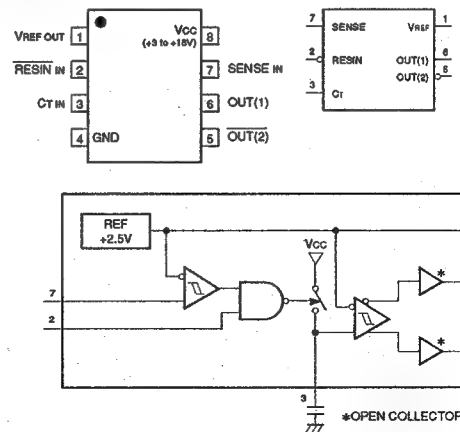 VREF OUT 1
RESIN IN 2
CT IN 3
4 GND
8 VCC
(+3 to +18V)
7 SENSE IN
6 OUT(1)
5 OUT(2)
7 SENSE
2 RESIN
3 CT
VREF 1
OUT(1) 6
OUT(2) 5
REF
+2.5V
VCC
7
2
*
*
3
*OPEN COLLECTOR